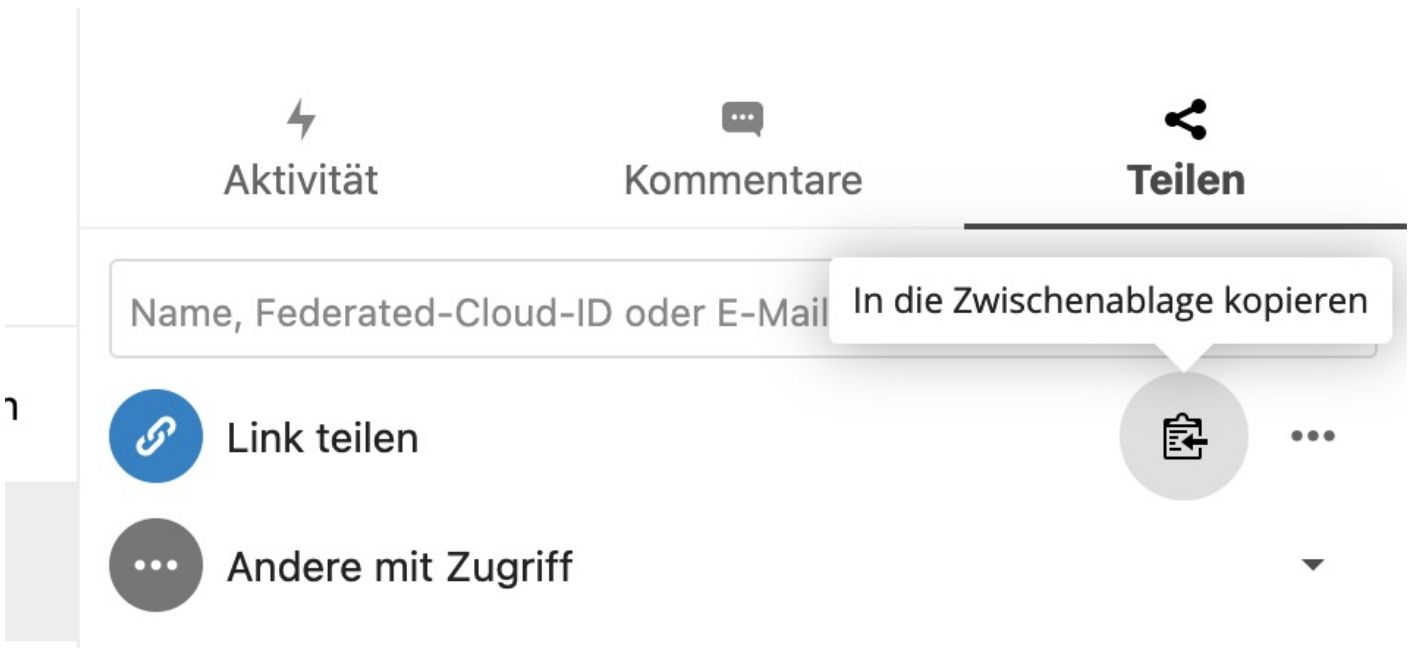 Aktivität
Kommentare
Teilen
Name, Federated-Cloud-ID oder E-Mail
In die Zwischenablage kopieren
Link teilen
Andere mit Zugriff